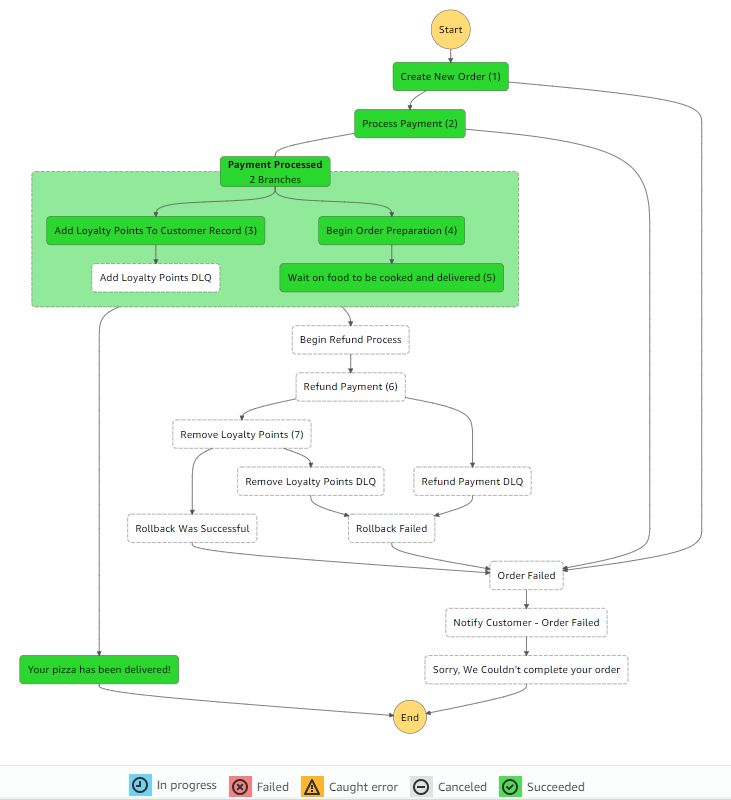 Start
Create New Order (1)
Process Payment (2)
Payment Processed
2 Branches
Add Loyalty Points To Customer Record (3)
Begin Order Preparation (4)
Add Loyalty Points DLQ
Wait on food to be cooked and delivered (5)
Begin Refund Process
Refund Payment (6)
Remove Loyalty Points (7)
Remove Loyalty Points DLQ
Refund Payment DLQ
Rollback Was Successful
Rollback Failed
Order Failed
Notify Customer - Order Failed
Your pizza has been delivered!
Sorry, We Couldn't complete your order
End
In progress
Failed
Caught error
Canceled
Succeeded